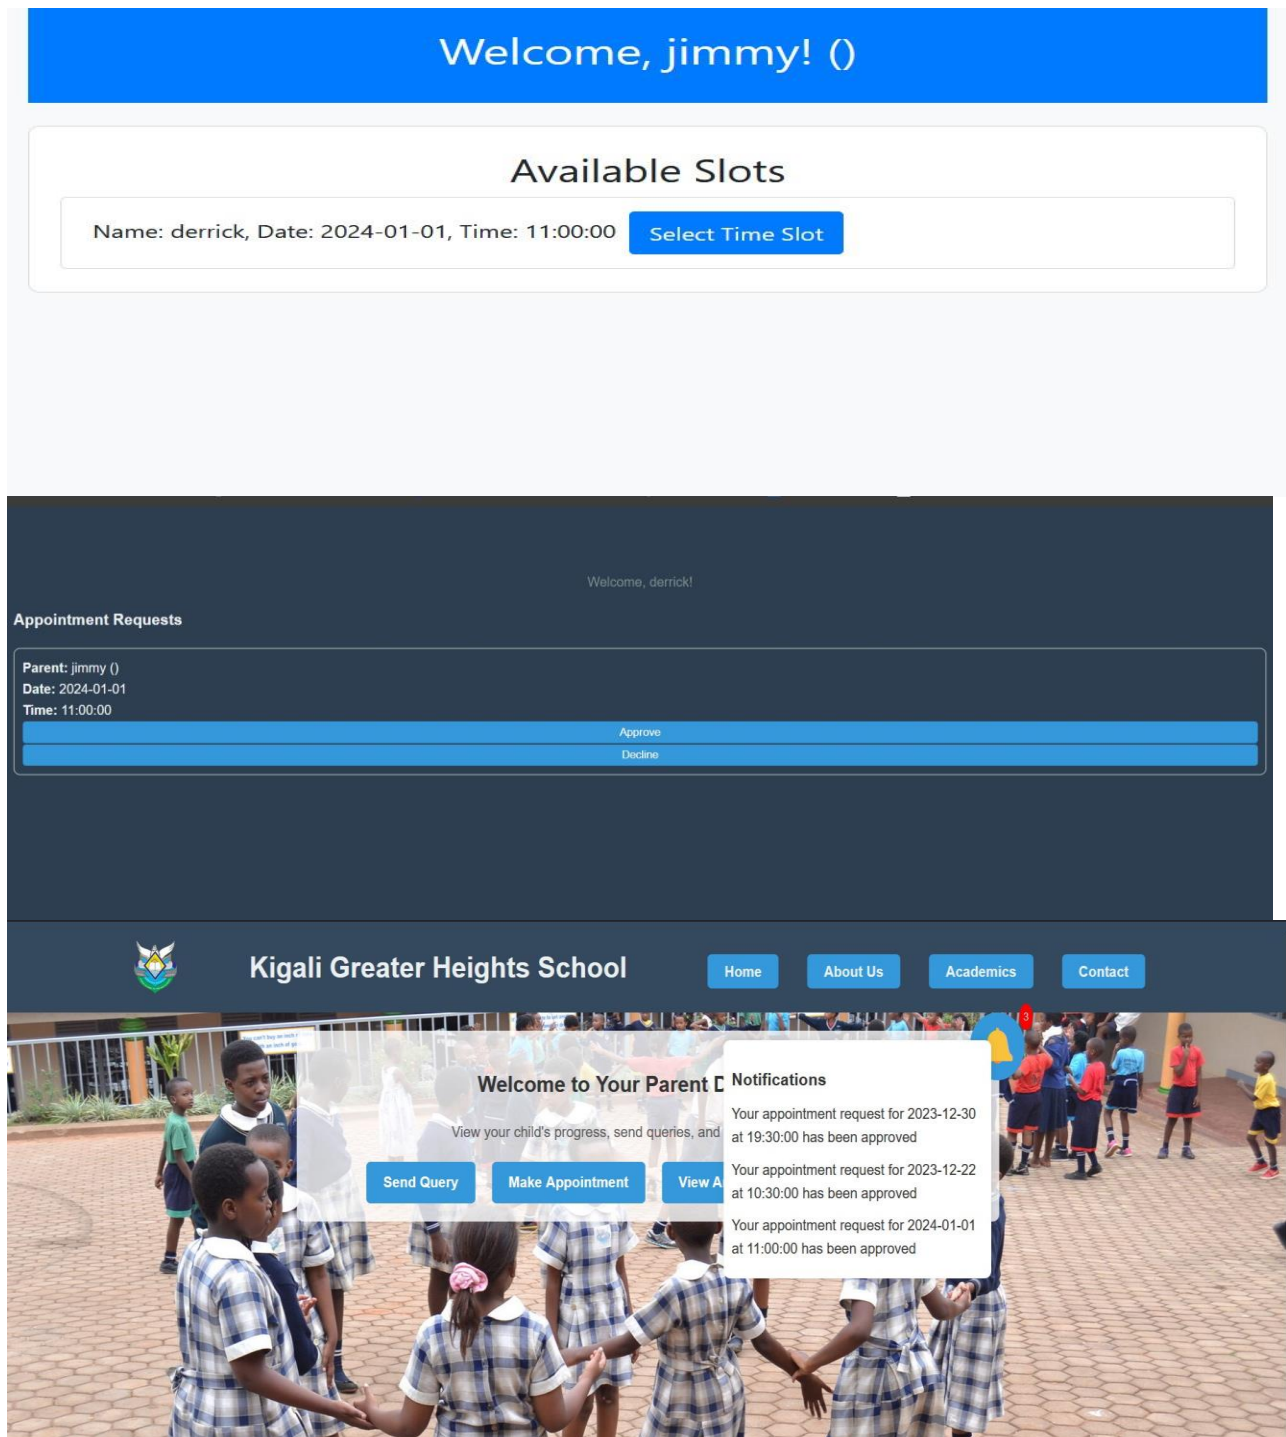 Welcome, jimmy! ()
Available Slots
Name: derrick, Date: 2024-01-01, Time: 11:00:00 Select Time Slot
Welcome, derrick!
Appointment Requests
Parent: jimmy ()
Date: 2024-01-01
Time: 11:00:00
Approve
Decline
Kigali Greater Heights School Home About Us Academics Contact
3
Welcome to Your Parent D
View your child's progress, send queries, and
Send Query Make Appointment View A
Notifications
Your appointment request for 2023-12-30
at 19:30:00 has been approved
Your appointment request for 2023-12-22
at 10:30:00 has been approved
Your appointment request for 2024-01-01
at 11:00:00 has been approved